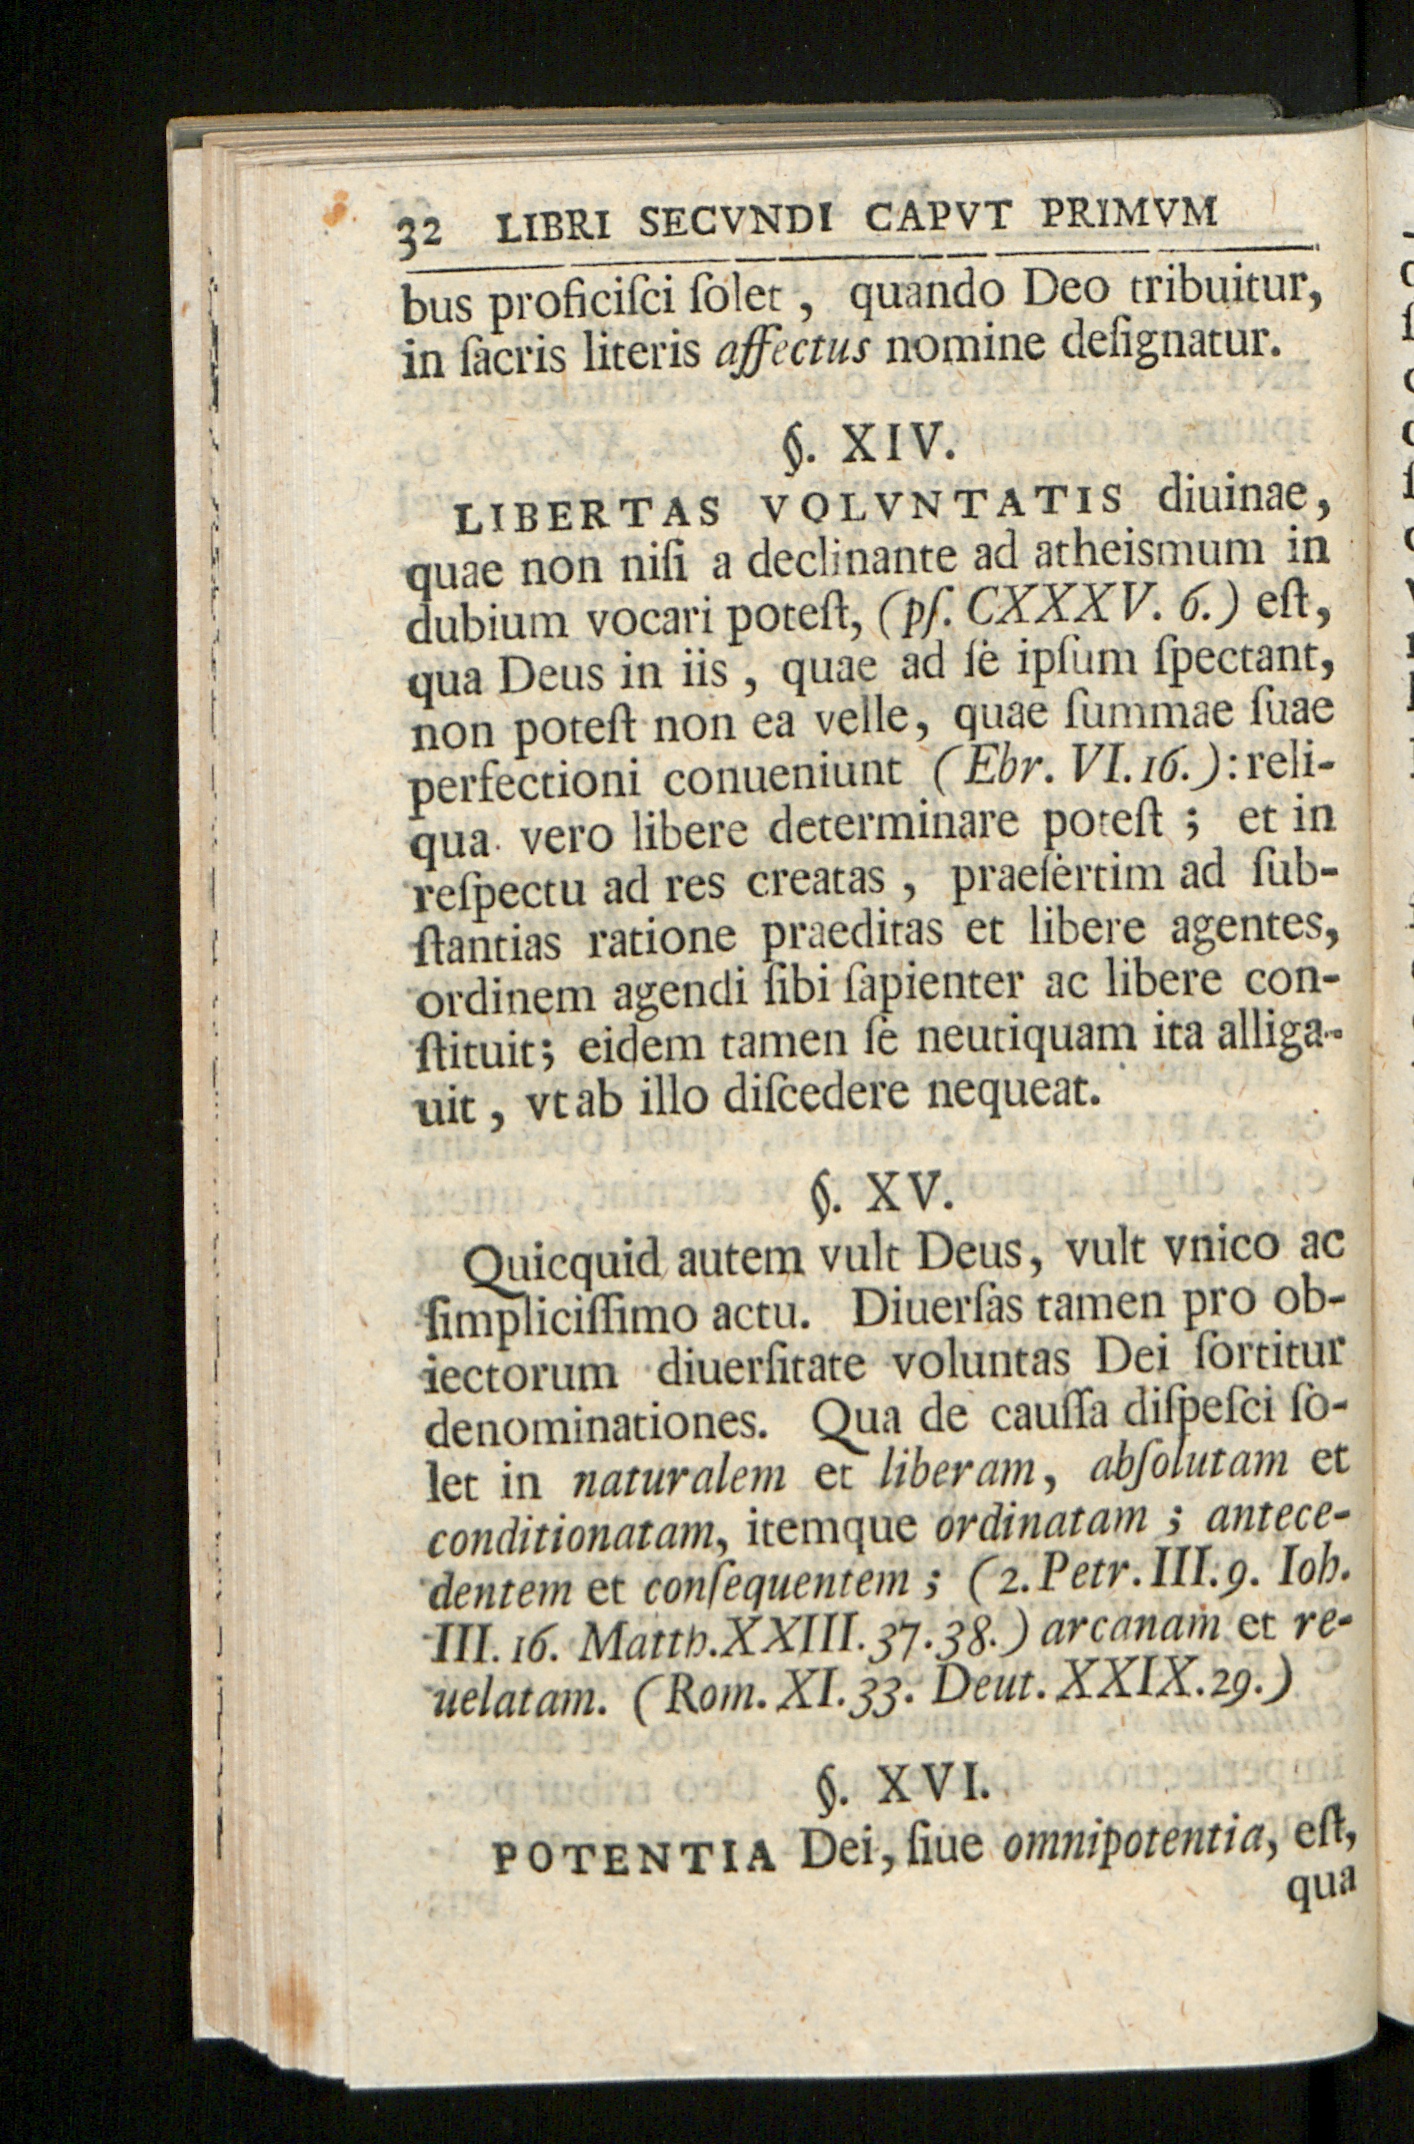 32 LIBRI SECVNDI CAPVT PRIMVM
bus proficiſci ſolet, quando Deo tribuitur,
in ſacris literis affectus nomine deſignatur.
§. XIV.
LIBERTAS VOLVNTATIS diuinae,
quae non niſi a declinante ad atheismum in
dubium vocari poteſt, (pſ. CXXXV. 6.) eſt,
qua Deus in iis, quae ad ſe ipſum ſpectant,
non poteſt non ea velle, quae ſummae ſuae
perfectioni conueniunt (Ebr. VI. 16.): reli-
qua vero libere determinare poteſt; et in
reſpectu ad res creatas, praeſertim ad ſub-
ſtantias ratione praeditas et libere agentes,
ordinem agendi ſibi ſapienter ac libere con-
ſtituit; eidem tamen ſe neutiquam ita alliga-
uit, vt ab illo diſcedere nequeat.
§. XV.
Quicquid autem vult Deus, vult vnico ac
ſimpliciſſimo actu. Diuerſas tamen pro ob-
iectorum diuerſitate voluntas Dei ſortitur
denominationes. Qua de cauſſa diſpeſci ſo-
let in naturalem et liberam, abſolutam et
conditionatam, itemque ordinatam; antece-
dentem et conſequentem; (2. Petr. III. 9. Ioh.
III. 16. Matth. XXIII. 37. 38.) arcanam et re-
uelatam. (Rom. XI. 33. Deut. XXIX. 29.)
§. XVI.
POTENTIA Dei, ſiue omnipotentia, eſt,
qua